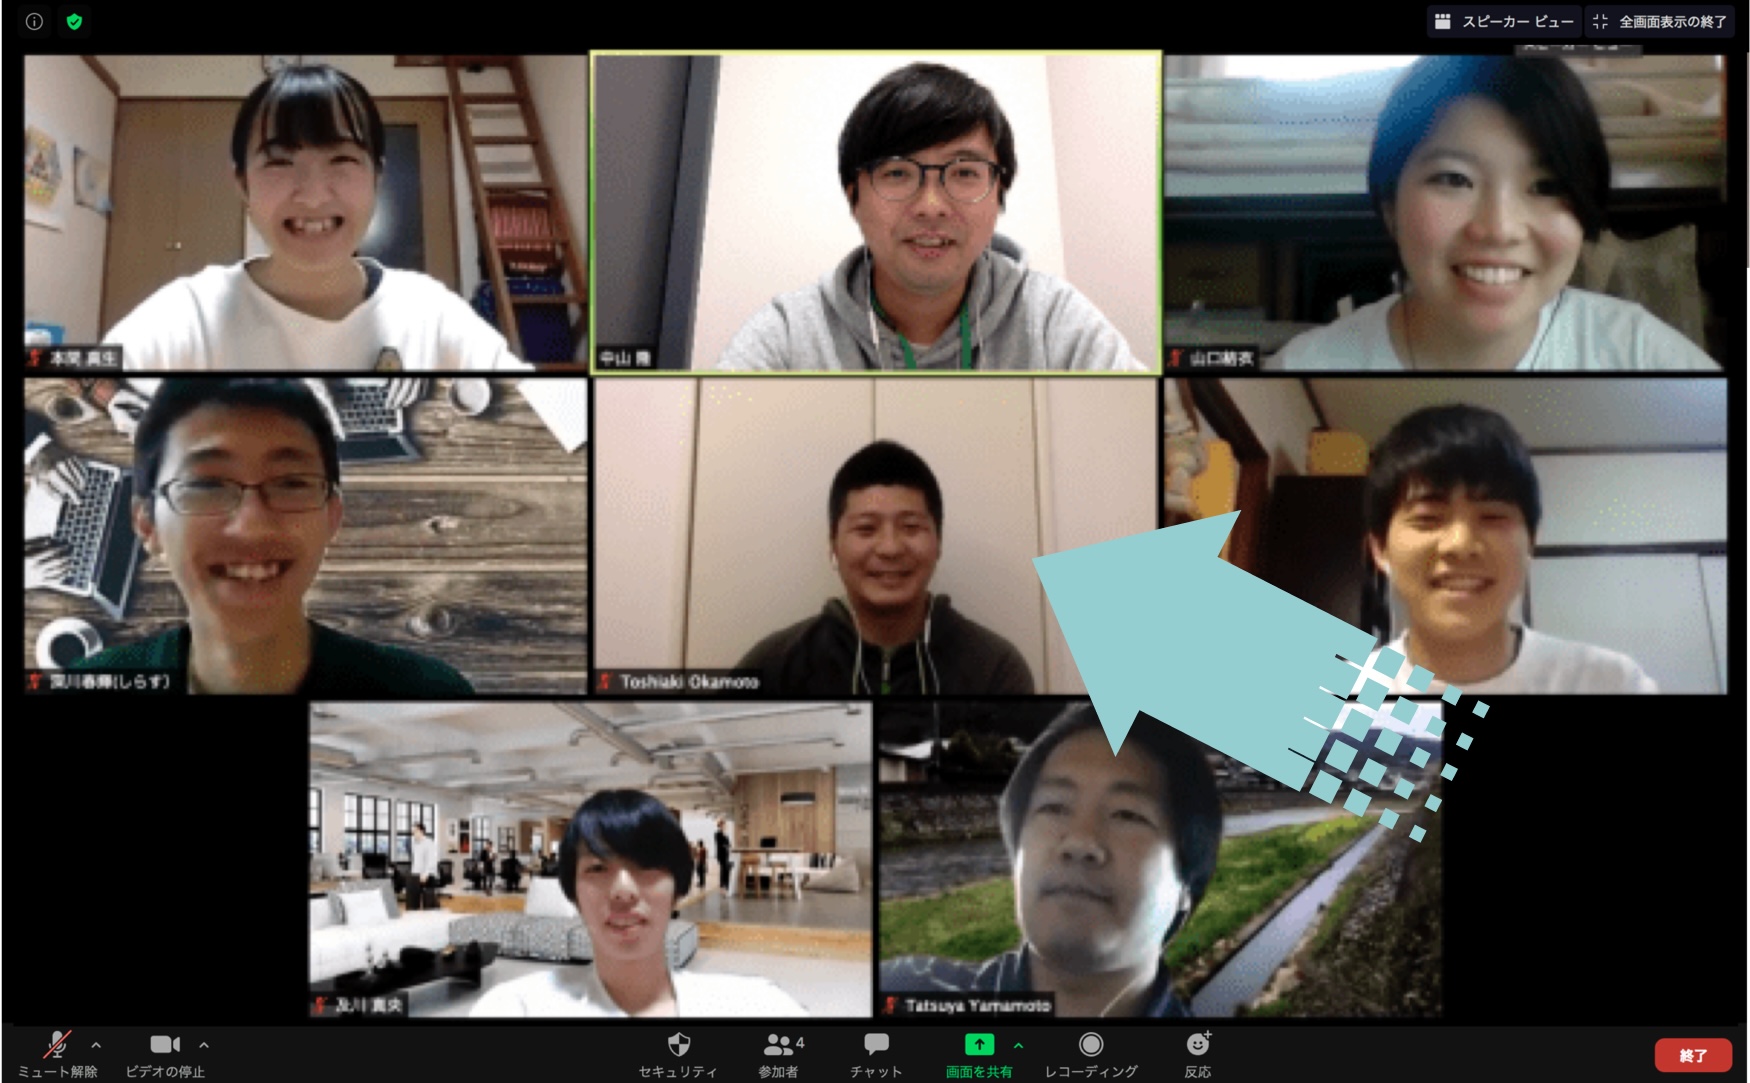 スピーカー ビュー
全画面表示の終了
本間 真生
中山 隆
山口結衣
深川春輝(しらす)
Toshiaki Okamoto
及川 真央
Tatsuya Yamamoto
ミュート解除
ビデオの停止
セキュリティ
4
参加者
チャット
画面を共有
レコーディング
反応
終了